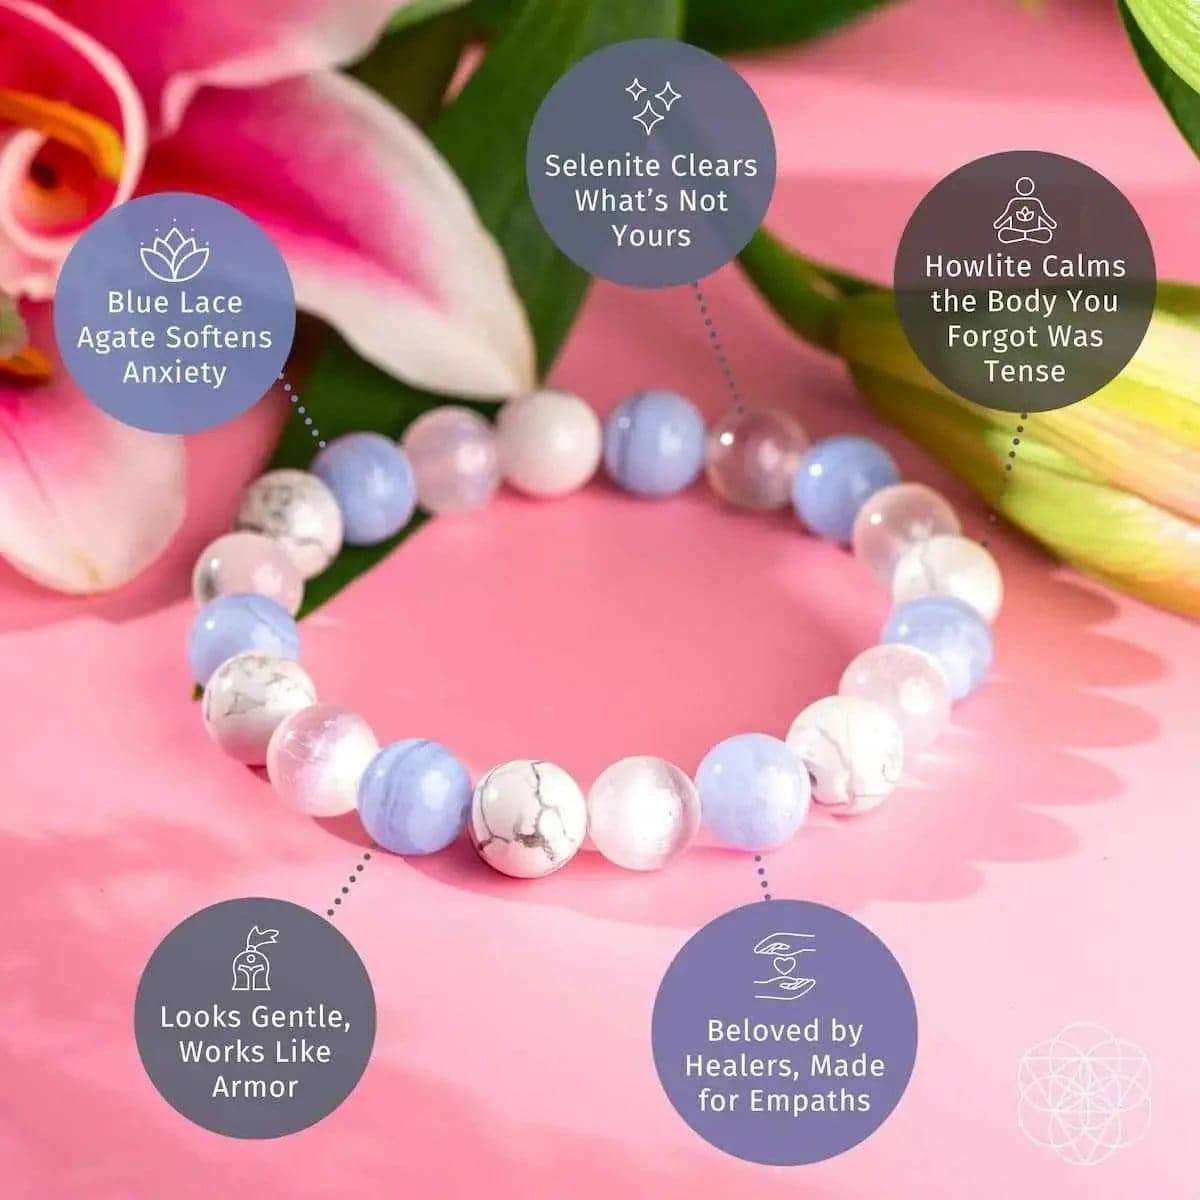 Selenite Clears
What's Not
Yours
Howlite Calms
the Body You
Forgot Was
Tense
Blue Lace
Agate Softens
Anxiety
Looks Gentle,
Works Like
Armor
Beloved by
Healers, Made
for Empaths